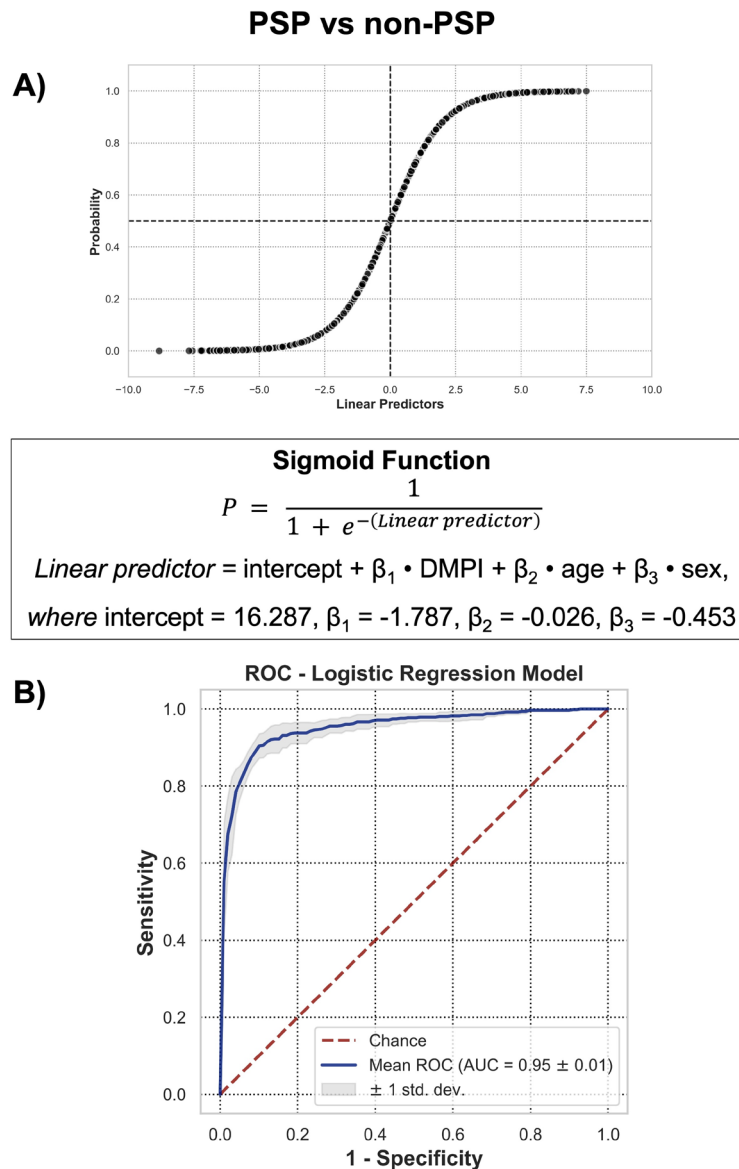 PSP vs non-PSP
A)
1.0
0.8
0.6
0.4
0.2
0.0
Probability
−10.0 −7.5 −5.0 −2.5 0.0 2.5 5.0 7.5 10.0
Linear Predictors
Sigmoid Function
P = 1 / 1 + e^−(Linear predictor)
Linear predictor = intercept + β₁ • DMPI + β₂ • age + β₃ • sex,
where intercept = 16.287, β₁ = -1.787, β₂ = -0.026, β₃ = -0.453
B)
ROC - Logistic Regression Model
1.0
0.8
0.6
0.4
0.2
0.0
Sensitivity
Chance
Mean ROC (AUC = 0.95 ± 0.01)
± 1 std. dev.
0.0 0.2 0.4 0.6 0.8 1.0
1 - Specificity